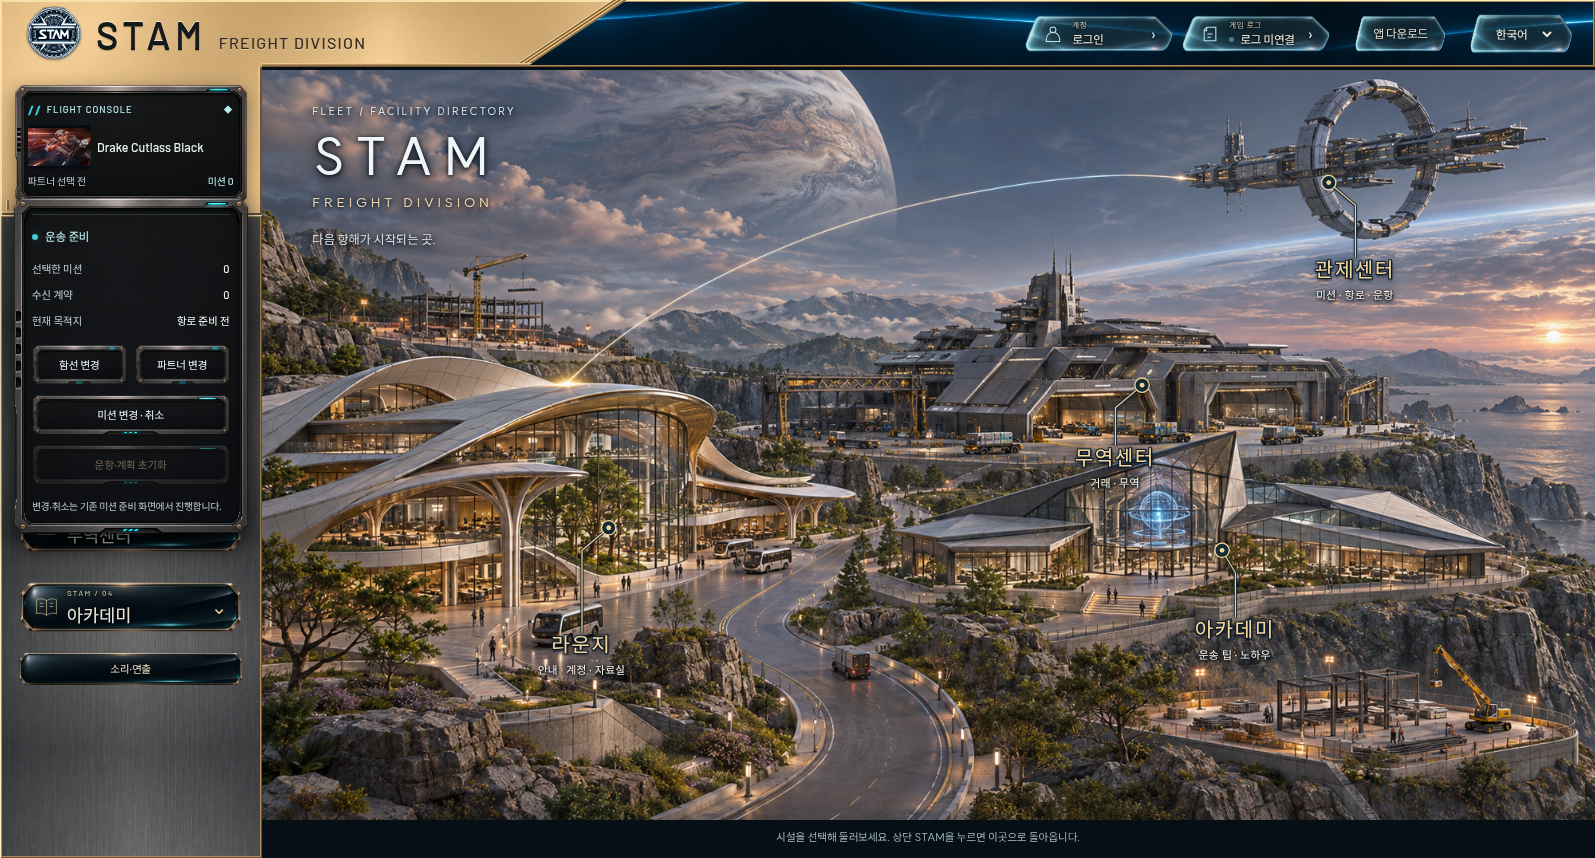 STAM
STAM FREIGHT DIVISION
계정
로그인
게임 로그
로그 미연결
앱 다운로드
한국어
// FLIGHT CONSOLE
Drake Cutlass Black
파트너 선택 전 미션 0
운송 준비
선택한 미션 0
수신 계약 0
현재 목적지 항로 준비 전
함선 변경 파트너 변경
미션 변경 · 취소
운항·계획 초기화
변경·취소는 기존 미션 준비 화면에서 진행합니다.
무역센터
STAM / 04
아카데미
소리·연출
FLEET / FACILITY DIRECTORY
STAM
FREIGHT DIVISION
다음 항해가 시작되는 곳.
관제센터
미션 · 항로 · 운항
무역센터
거래 · 무역
라운지
안내 · 계정 · 자료실
아카데미
운송 팁 · 노하우
시설을 선택해 둘러보세요. 상단 STAM을 누르면 이곳으로 돌아옵니다.